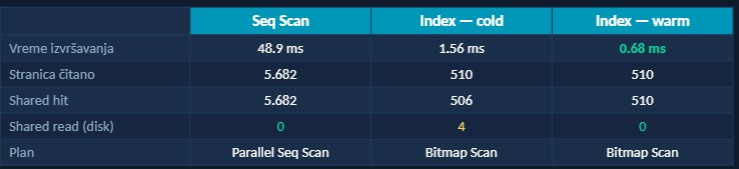 Seq Scan Index — cold Index — warm
Vreme izvršavanja 48.9 ms 1.56 ms 0.68 ms
Stranica čitano 5.682 510 510
Shared hit 5.682 506 510
Shared read (disk) 0 4 0
Plan Parallel Seq Scan Bitmap Scan Bitmap Scan